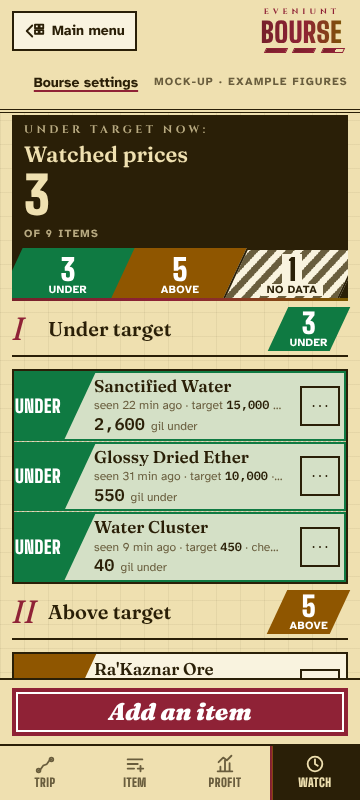 Main menu
EVENIUNT
BOURSE
Bourse settings
MOCK-UP · EXAMPLE FIGURES
UNDER TARGET NOW:
Watched prices
3
OF 9 ITEMS
3
UNDER
5
ABOVE
1
NO DATA
I Under target
3
UNDER
UNDER
Sanctified Water
seen 22 min ago · target 15,000 ...
2,600 gil under
...
UNDER
Glossy Dried Ether
seen 31 min ago · target 10,000 ·...
550 gil under
...
UNDER
Water Cluster
seen 9 min ago · target 450 · che...
40 gil under
...
II Above target
5
ABOVE
Ra'Kaznar Ore
Add an item
TRIP
ITEM
PROFIT
WATCH